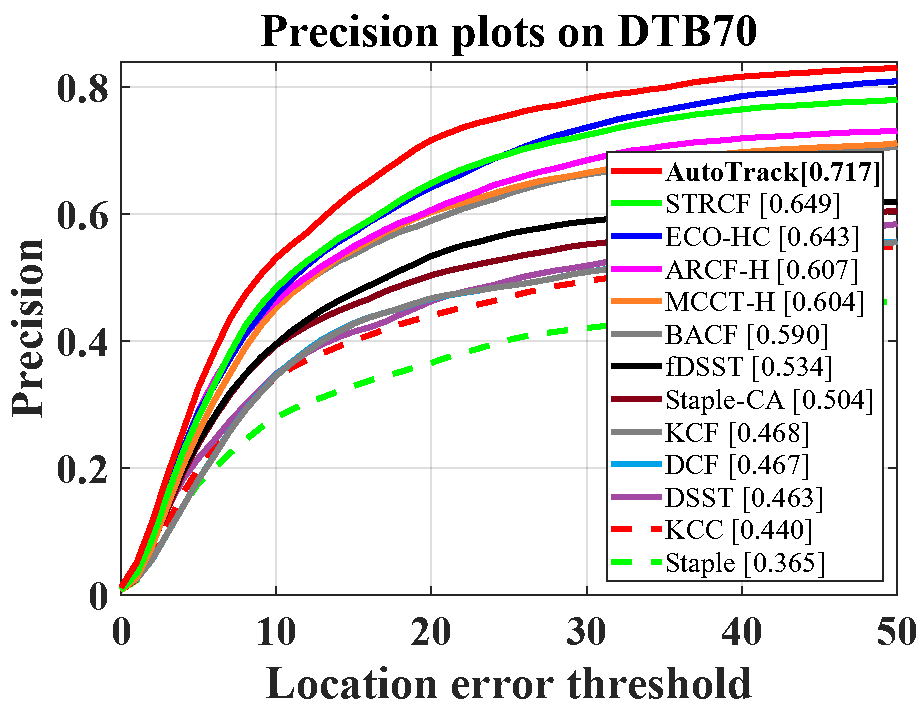 Precision plots on DTB70
Precision
0.8
0.6
0.4
0.2
0
AutoTrack[0.717]
STRCF [0.649]
ECO-HC [0.643]
ARCF-H [0.607]
MCCT-H [0.604]
BACF [0.590]
fDSST [0.534]
Staple-CA [0.504]
KCF [0.468]
DCF [0.467]
DSST [0.463]
KCC [0.440]
Staple [0.365]
0 10 20 30 40 50
Location error threshold